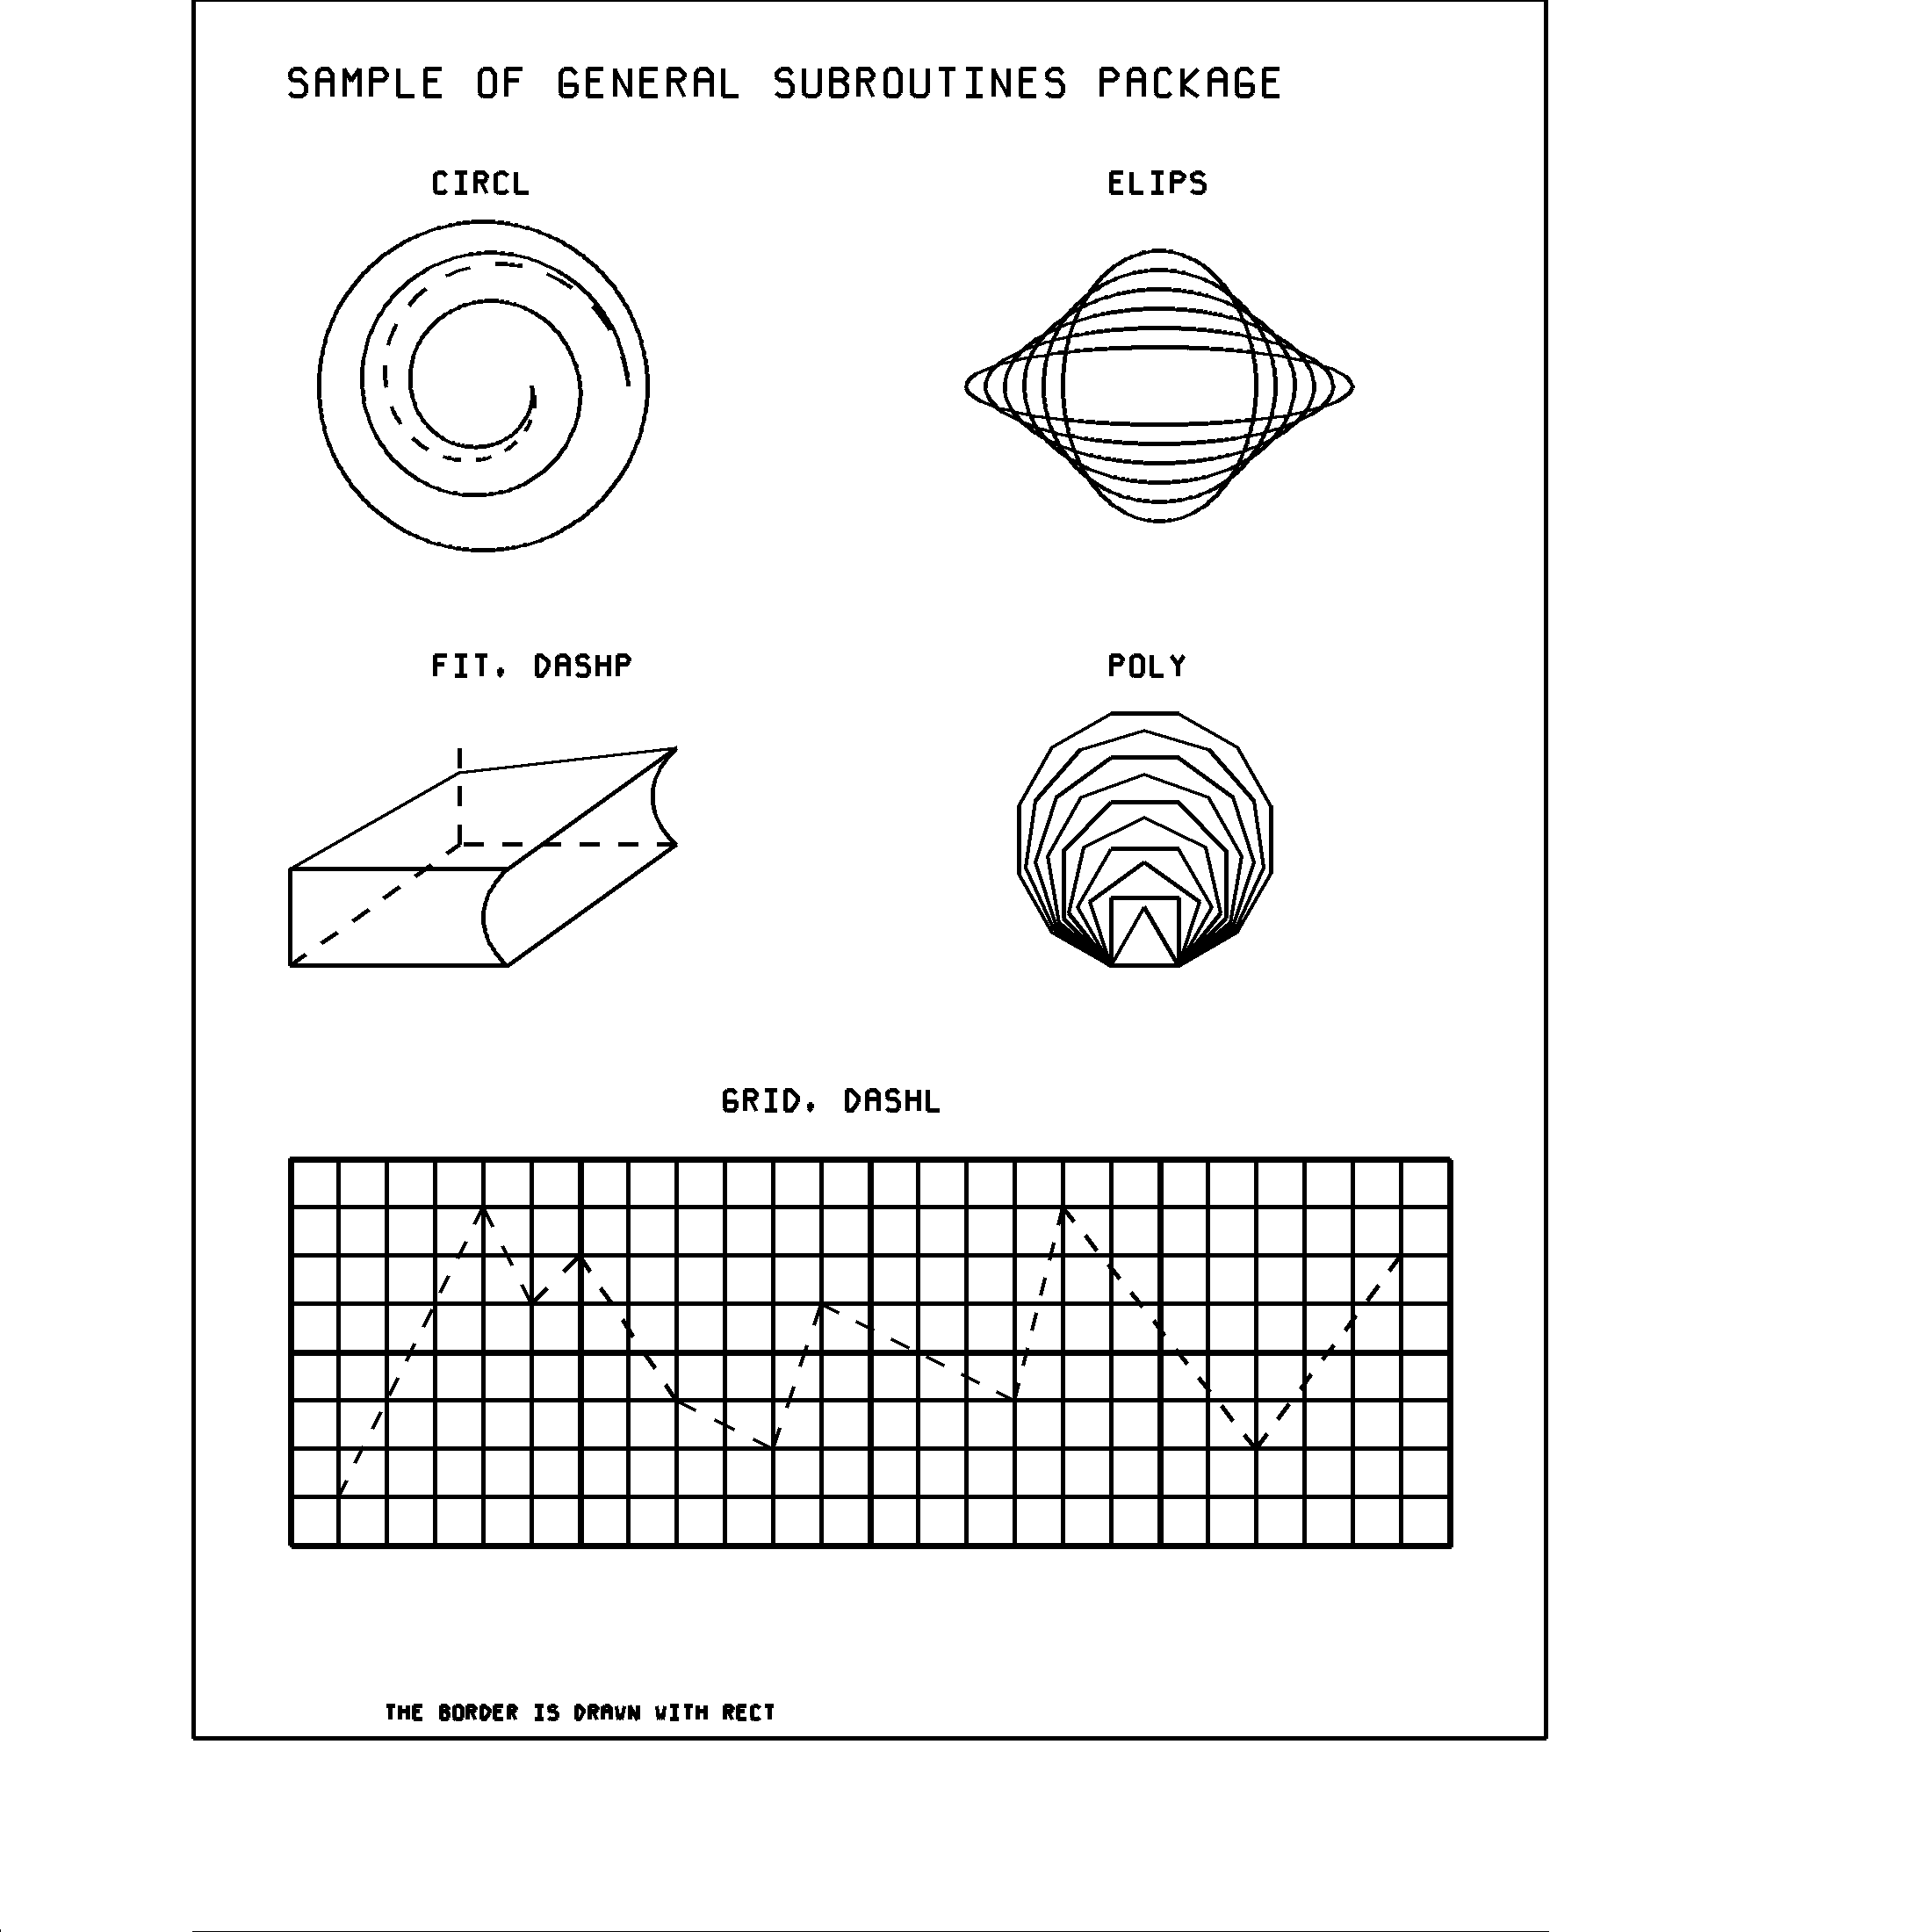 SAMPLE OF GENERAL SUBROUTINES PACKAGE
CIRCL
ELIPS
FIT. DASHP
POLY
GRID. DASHL
THE BORDER IS DRAWN WITH RECT